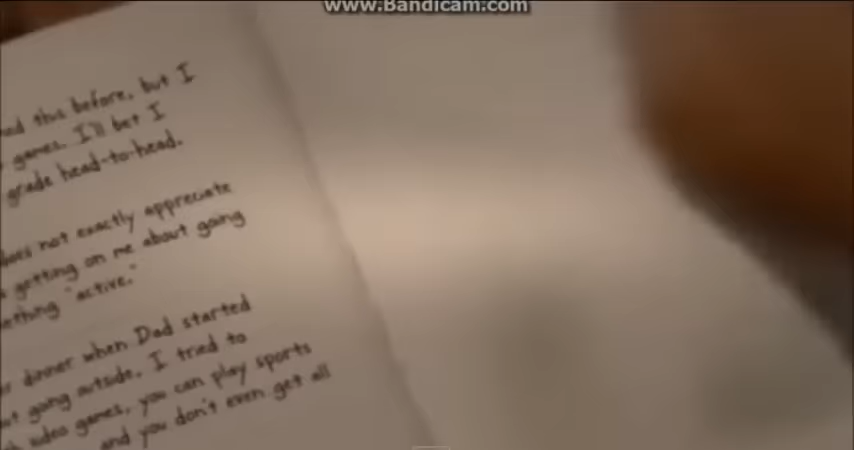 www.Bandicam.com
this before, but I
games. I'll bet I
grade head-to-head.
does not exactly appreciate
getting on me about going
"active."
dinner when Dad started
going outside. I tried to
video games, you can play sports
and you don't even get all